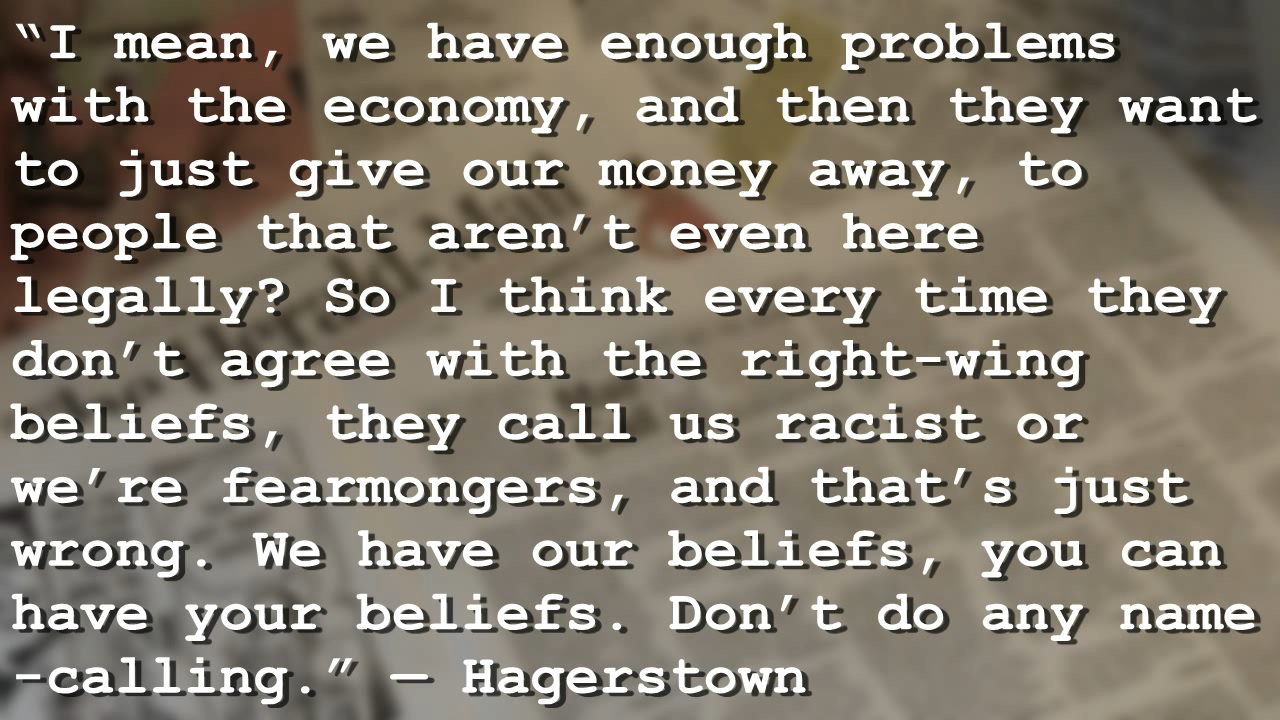 “I mean, we have enough problems
with the economy, and then they want
to just give our money away, to
people that aren’t even here
legally? So I think every time they
don’t agree with the right-wing
beliefs, they call us racist or
we’re fearmongers, and that’s just
wrong. We have our beliefs, you can
have your beliefs. Don’t do any name
-calling.” — Hagerstown